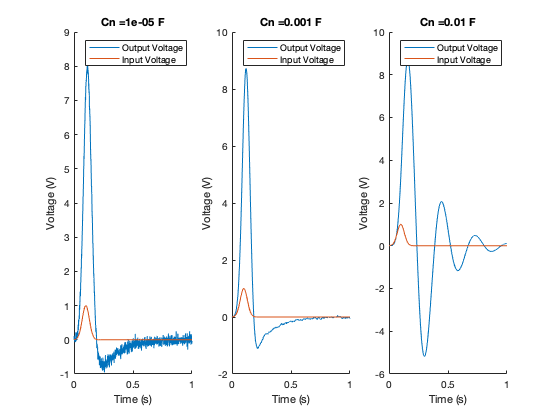 Cn =1e-05 F
Output Voltage
Input Voltage
9
8
7
6
5
4
3
2
1
0
-1
Voltage (V)
0
0.5
1
Time (s)
Cn =0.001 F
Output Voltage
Input Voltage
10
8
6
4
2
0
-2
Voltage (V)
0
0.5
1
Time (s)
Cn =0.01 F
Output Voltage
Input Voltage
10
8
6
4
2
0
-2
-4
-6
Voltage (V)
0
0.5
1
Time (s)